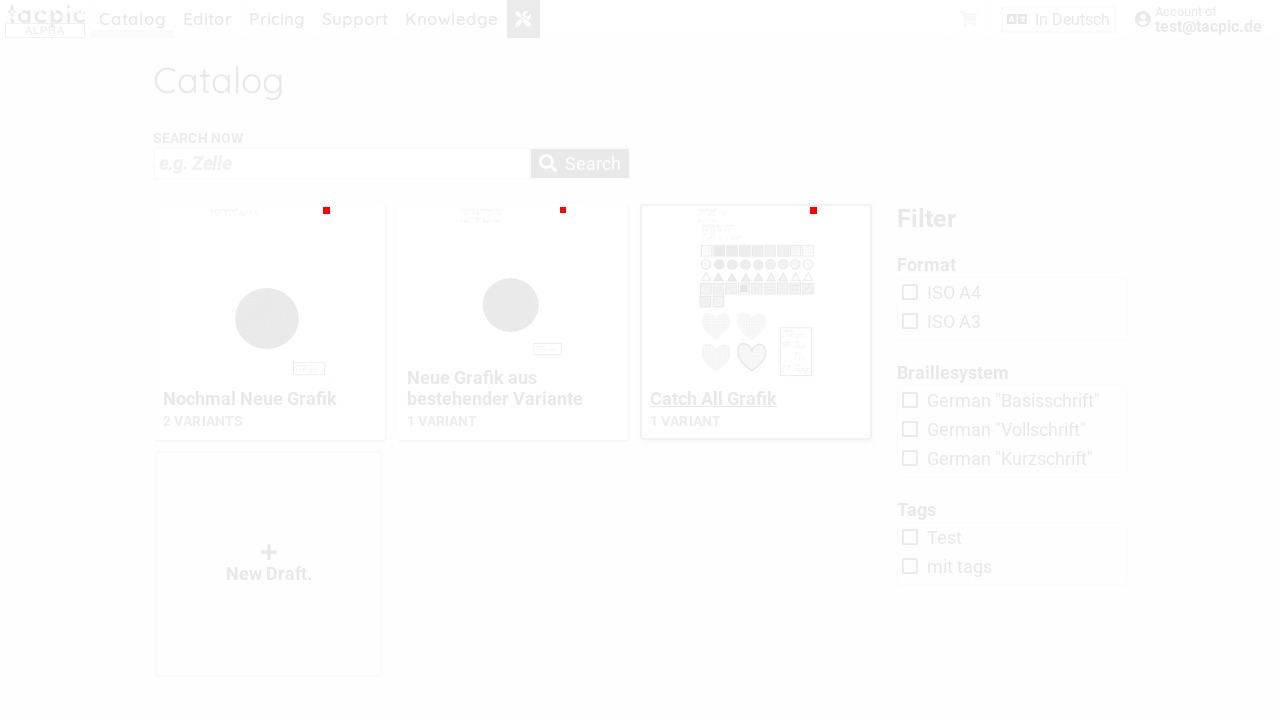 tacpic
ALPHA
Catalog
Editor
Pricing
Support
Knowledge
In Deutsch
Account of
test@tacpic.de
Catalog
SEARCH NOW
e.g. Zelle
Search
Nochmal Neue Grafik
2 VARIANTS
Neue Grafik aus
bestehender Variante
1 VARIANT
Catch All Grafik
1 VARIANT
New Draft.
Filter
Format
ISO A4
ISO A3
Braillesystem
German "Basisschrift"
German "Vollschrift"
German "Kurzschrift"
Tags
Test
mit tags